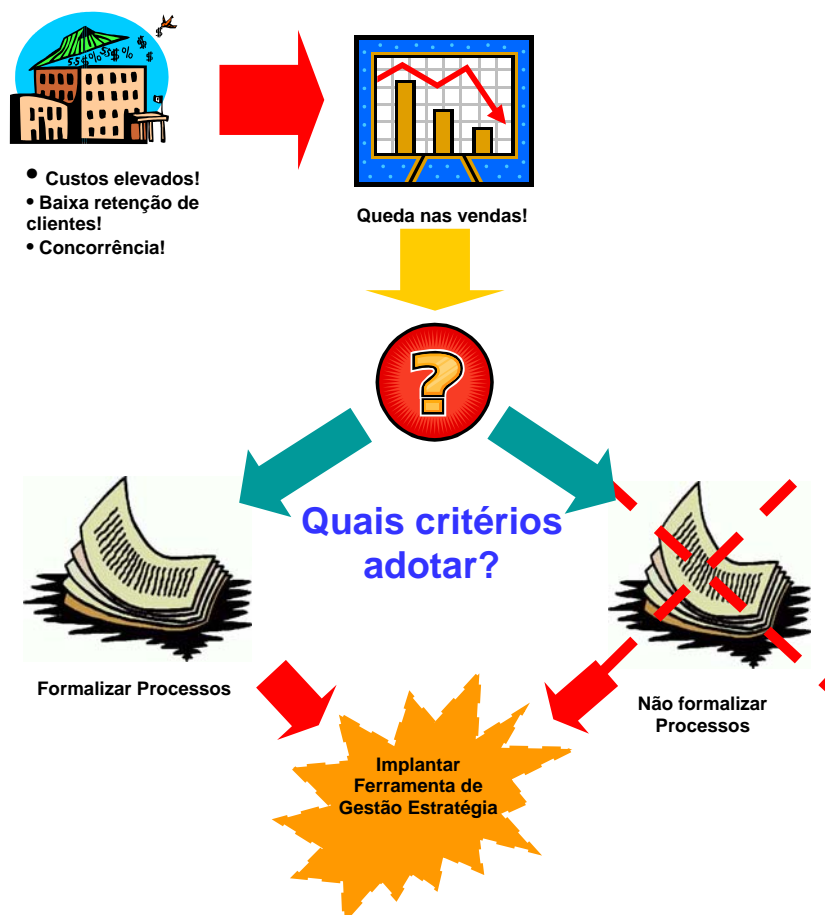 • Custos elevados!
• Baixa retenção de
clientes!
• Concorrência!
Queda nas vendas!
Quais critérios
adotar?
Formalizar Processos
Não formalizar
Processos
Implantar
Ferramenta de
Gestão Estratégia